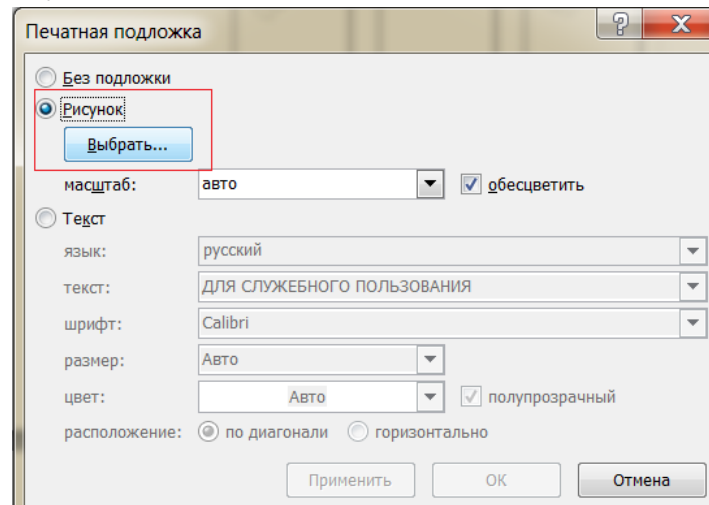 Печатная подложка
Без подложки
Рисунок
Выбрать...
масштаб: авто обесцветить
Текст
язык: русский
текст: ДЛЯ СЛУЖЕБНОГО ПОЛЬЗОВАНИЯ
шрифт: Calibri
размер: Авто
цвет: Авто полупрозрачный
расположение: по диагонали горизонтально
Применить ОК Отмена